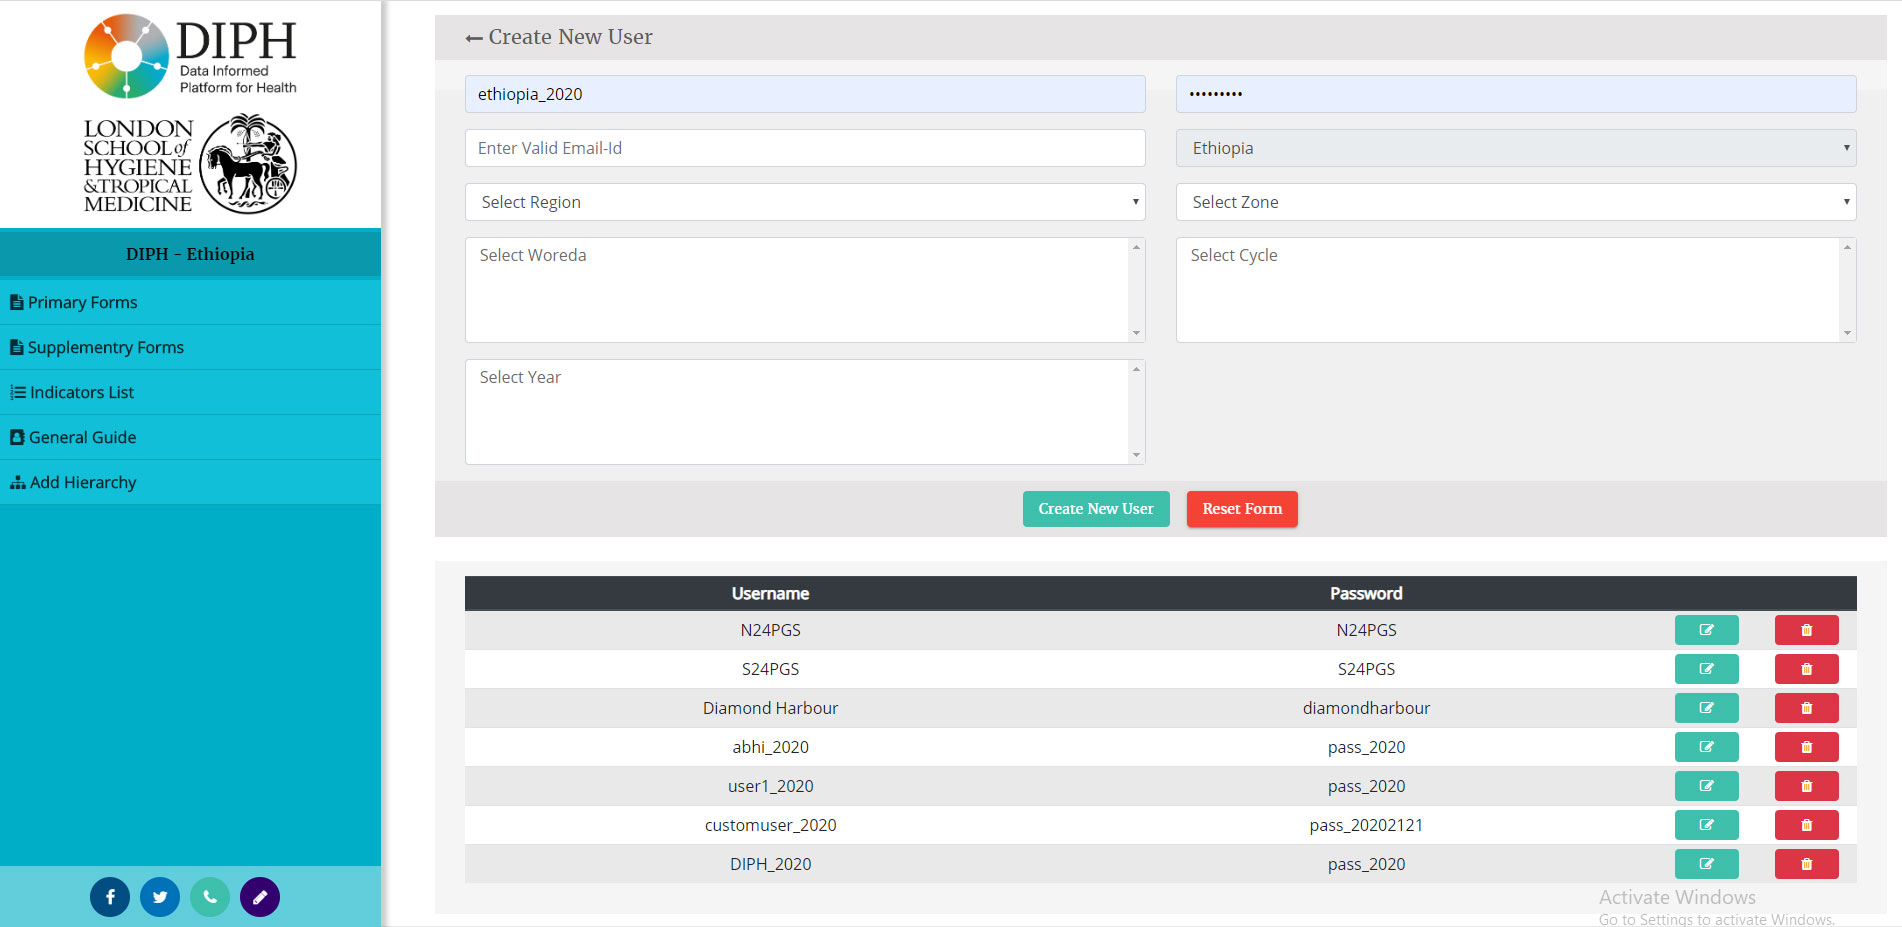 DIPH
Data Informed
Platform for Health
LONDON
SCHOOL of
HYGIENE
& TROPICAL
MEDICINE
DIPH - Ethiopia
Primary Forms
Supplementry Forms
Indicators List
General Guide
Add Hierarchy
Create New User
ethiopia_2020
•••••••••
Enter Valid Email-Id
Ethiopia
Select Region
Select Zone
Select Woreda
Select Cycle
Select Year
Create New User
Reset Form
Username Password
N24PGS N24PGS
S24PGS S24PGS
Diamond Harbour diamondharbour
abhi_2020 pass_2020
user1_2020 pass_2020
customuser_2020 pass_20202121
DIPH_2020 pass_2020
Activate Windows
Go to Settings to activate Windows.